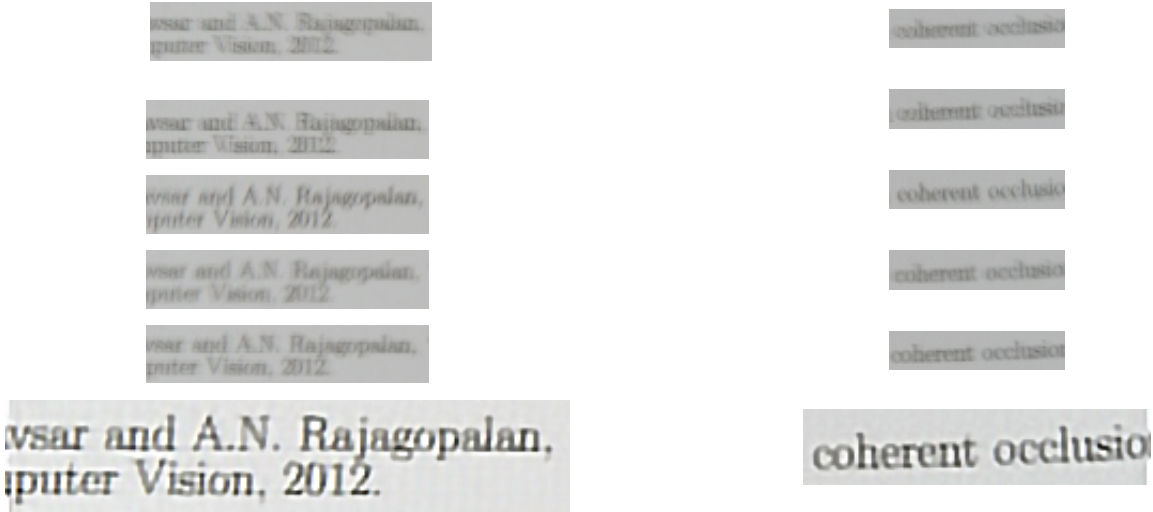 vsar and A.N. Rajagopalan,
puter Vision, 2012.
vsar and A.N. Rajagopalan,
puter Vision, 2012.
vsar and A.N. Rajagopalan,
puter Vision, 2012.
vsar and A.N. Rajagopalan,
puter Vision, 2012.
vsar and A.N. Rajagopalan,
puter Vision, 2012.
vsar and A.N. Rajagopalan,
puter Vision, 2012.
coherent occlusio
coherent occlusio
coherent occlusio
coherent occlusio
coherent occlusion
coherent occlusio